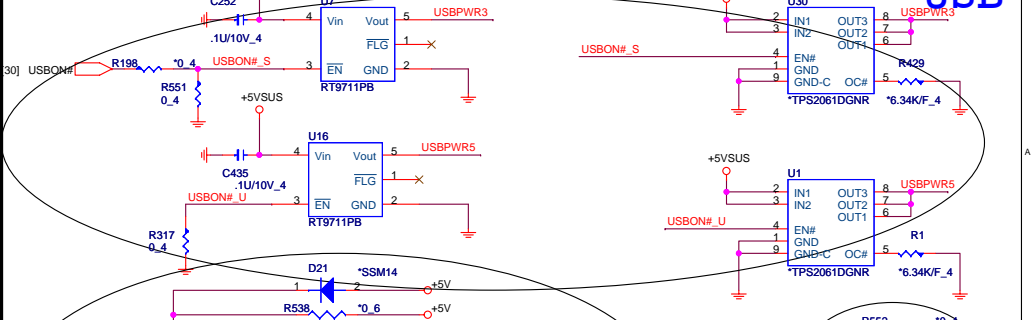 C252
.1U/10V_4
U7
4 Vin Vout 5 USBPWR3
FLG 1
3 EN GND 2
RT9711PB
[30] USBON#
R198 *0_4 USBON#_S
R551
0_4
+5VSUS
U16
4 Vin Vout 5 USBPWR5
FLG 1
3 EN GND 2
RT9711PB
C435
.1U/10V_4
USBON#_U
R317
0_4
D21 *SSM14
1 2 +5V
R538 *0_6 +5V
USB
U30
2 IN1 OUT3 8 USBPWR3
3 IN2 OUT2 7
OUT1 6
USBON#_S 4 EN#
1 GND
9 GND-C OC# 5 R429
*TPS2061DGNR *6.34K/F_4
+5VSUS
U1
2 IN1 OUT3 8 USBPWR5
3 IN2 OUT2 7
OUT1 6
USBON#_U 4 EN#
1 GND
9 GND-C OC# 5 R1
*TPS2061DGNR *6.34K/F_4
A